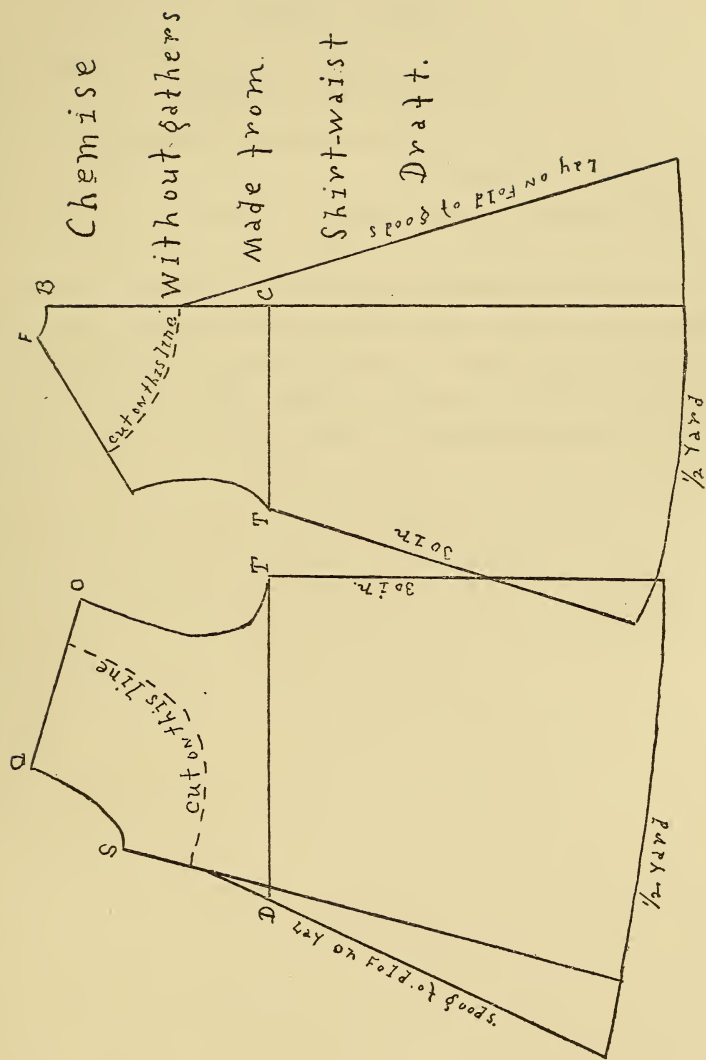 Chemise
Without gathers
Made from.
Shirt-waist
Draft.
F
B
cut on this line
C
Lay on Fold of goods
T
30 in
1/2 Yard
O
Q
cut on this line
S
T
30 in.
D
Lay on Fold of goods.
1/2 Yard